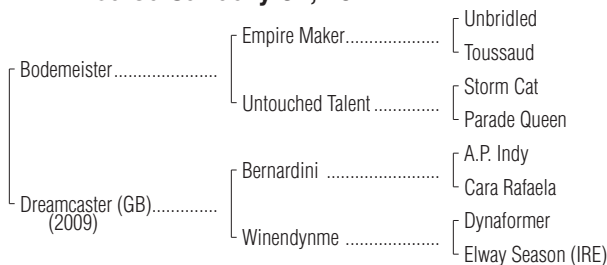 Unbridled
Empire Maker.....................
Toussaud
Bodemeister.......................
Storm Cat
Untouched Talent ...............
Parade Queen
A.P. Indy
Bernardini .........................
Cara Rafaela
Dreamcaster (GB)..............
(2009)
Dynaformer
Winendynme .....................
Elway Season (IRE)